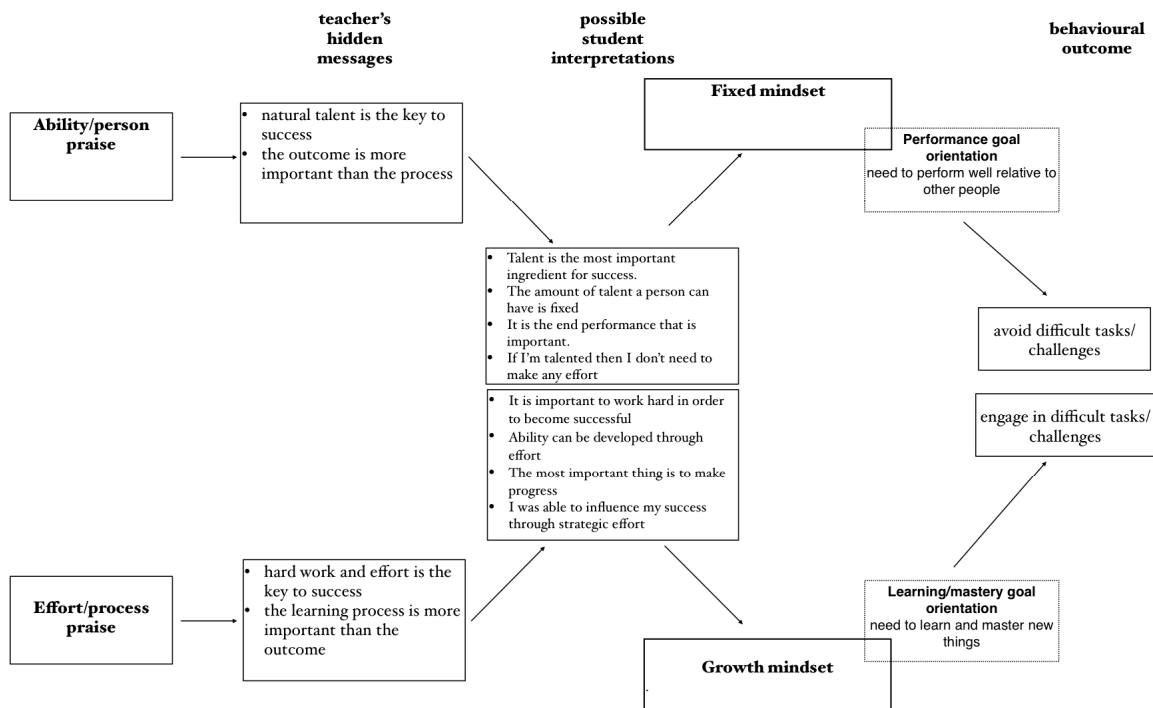 teacher’s
hidden
messages
possible
student
interpretations
behavioural
outcome
Ability/person
praise
• natural talent is the key to
success
• the outcome is more
important than the process
Fixed mindset
Performance goal
orientation
need to perform well relative to
other people
• Talent is the most important
ingredient for success.
• The amount of talent a person can
have is fixed
• It is the end performance that is
important.
• If I’m talented then I don’t need to
make any effort
avoid difficult tasks/
challenges
• It is important to work hard in order
to become successful
• Ability can be developed through
effort
• The most important thing is to make
progress
• I was able to influence my success
through strategic effort
engage in difficult tasks/
challenges
Effort/process
praise
• hard work and effort is the
key to success
• the learning process is more
important than the
outcome
Learning/mastery goal
orientation
need to learn and master new
things
Growth mindset
.